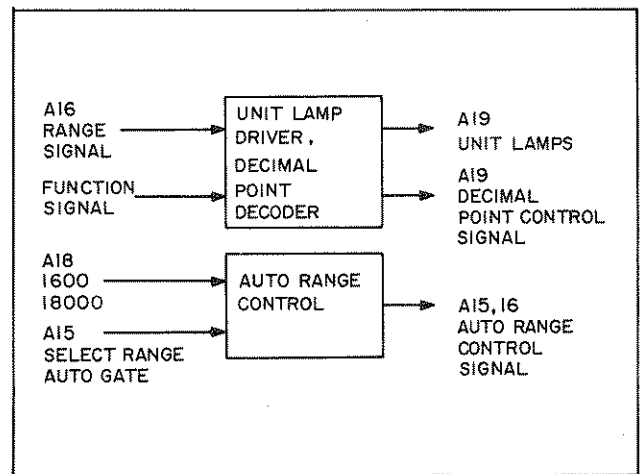 A16
RANGE
SIGNAL
FUNCTION
SIGNAL
UNIT LAMP
DRIVER,
DECIMAL
POINT
DECODER
A19
UNIT LAMPS
A19
DECIMAL
POINT CONTROL
SIGNAL
A18
1600
18000
A15
SELECT RANGE
AUTO GATE
AUTO RANGE
CONTROL
A15,16
AUTO RANGE
CONTROL
SIGNAL